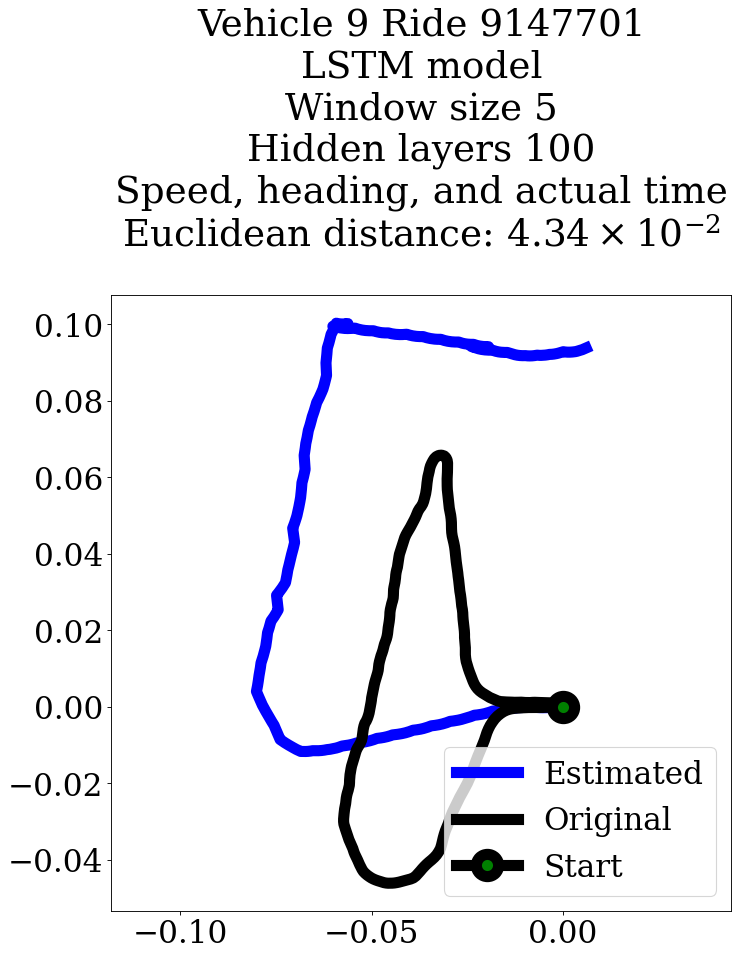 Vehicle 9 Ride 9147701
LSTM model
Window size 5
Hidden layers 100
Speed, heading, and actual time
Euclidean distance: 4.34 × 10⁻²
0.10
0.08
0.06
0.04
0.02
0.00
−0.02
−0.04
Estimated
Original
Start
−0.10
−0.05
0.00